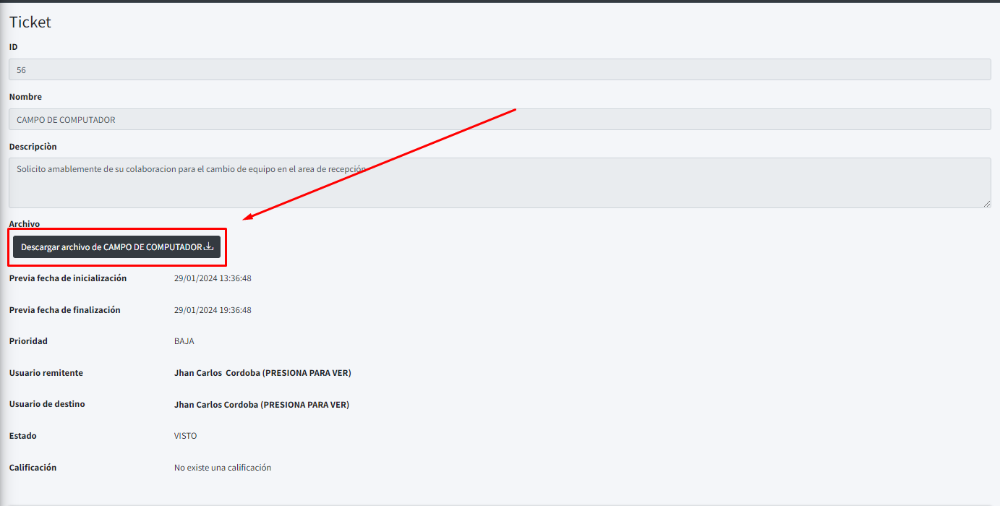 Ticket
ID
56
Nombre
CAMPO DE COMPUTADOR
Descripciòn
Solicito amablemente de su colaboracion para el cambio de equipo en el area de recepción
Archivo
Descargar archivo de CAMPO DE COMPUTADOR
Previa fecha de inicialización 29/01/2024 13:36:48
Previa fecha de finalización 29/01/2024 19:36:48
Prioridad BAJA
Usuario remitente Jhan Carlos Cordoba (PRESIONA PARA VER)
Usuario de destino Jhan Carlos Cordoba (PRESIONA PARA VER)
Estado VISTO
Calificación No existe una calificación